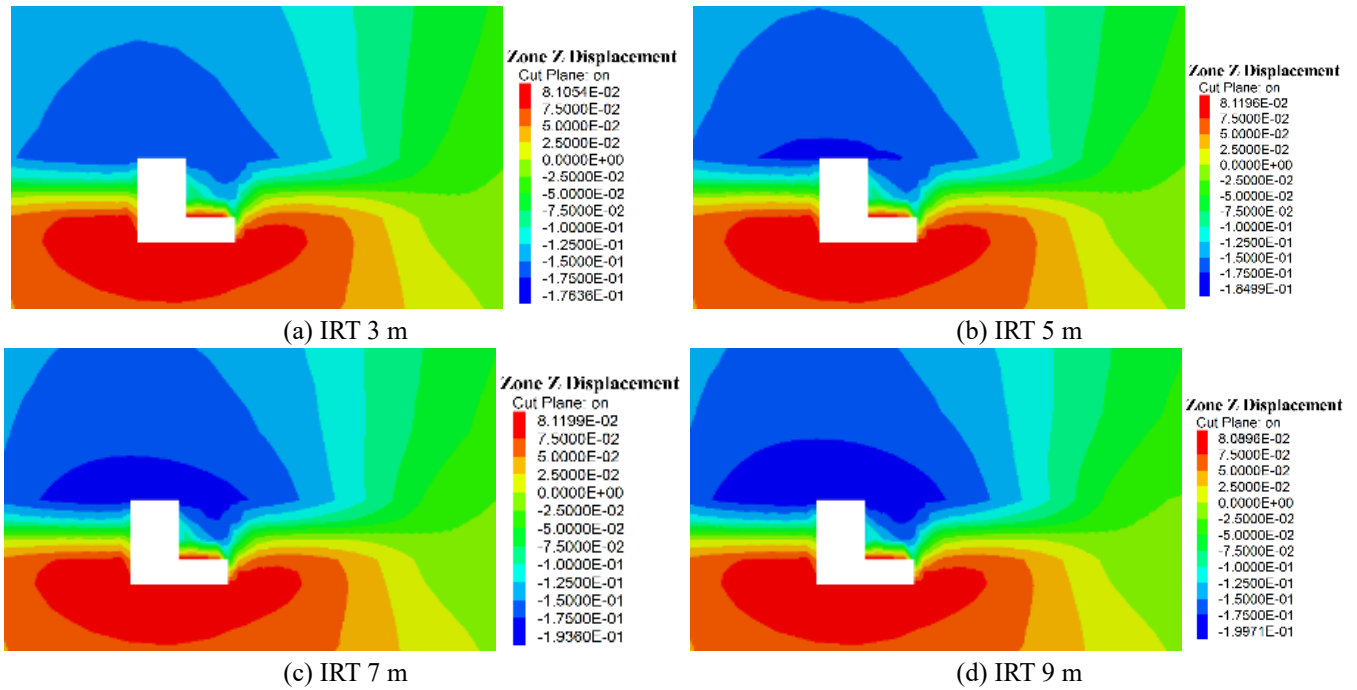 Zone Z Displacement
Cut Plane: on
8.1054E-02
7.5000E-02
5.0000E-02
2.5000E-02
0.0000E+00
-2.5000E-02
-5.0000E-02
-7.5000E-02
-1.0000E-01
-1.2500E-01
-1.5000E-01
-1.7500E-01
-1.7636E-01
(a) IRT 3 m
Zone Z Displacement
Cut Plane: on
8.1196E-02
7.5000E-02
5.0000E-02
2.5000E-02
0.0000E+00
-2.5000E-02
-5.0000E-02
-7.5000E-02
-1.0000E-01
-1.2500E-01
-1.5000E-01
-1.7500E-01
-1.8499E-01
(b) IRT 5 m
Zone Z Displacement
Cut Plane: on
8.1199E-02
7.5000E-02
5.0000E-02
2.5000E-02
0.0000E+00
-2.5000E-02
-5.0000E-02
-7.5000E-02
-1.0000E-01
-1.2500E-01
-1.5000E-01
-1.7500E-01
-1.9360E-01
(c) IRT 7 m
Zone Z Displacement
Cut Plane: on
8.0896E-02
7.5000E-02
5.0000E-02
2.5000E-02
0.0000E+00
-2.5000E-02
-5.0000E-02
-7.5000E-02
-1.0000E-01
-1.2500E-01
-1.5000E-01
-1.7500E-01
-1.9971E-01
(d) IRT 9 m